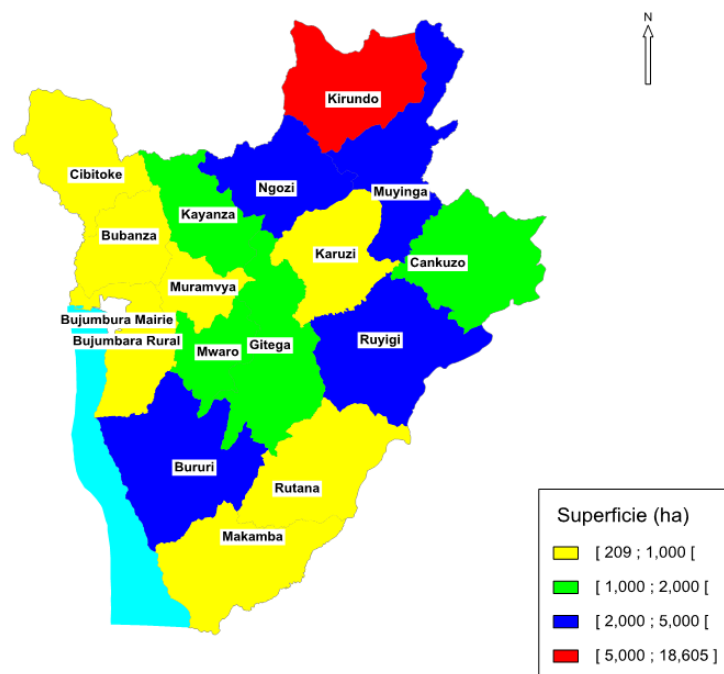 N
Kirundo
Cibitoke
Ngozi
Muyinga
Kayanza
Bubanza
Karuzi
Cankuzo
Muramvya
Bujumbura Mairie
Bujumbara Rural
Mwaro
Gitega
Ruyigi
Bururi
Rutana
Makamba
Superficie (ha)
[ 209 ; 1,000 [
[ 1,000 ; 2,000 [
[ 2,000 ; 5,000 [
[ 5,000 ; 18,605 ]